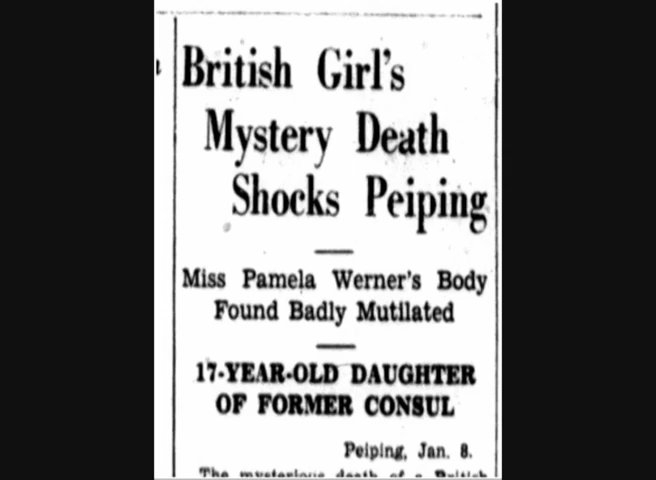 British Girl's
Mystery Death
Shocks Peiping
Miss Pamela Werner's Body
Found Badly Mutilated
17-YEAR-OLD DAUGHTER
OF FORMER CONSUL
Peiping, Jan. 8.
The mysterious death of a British